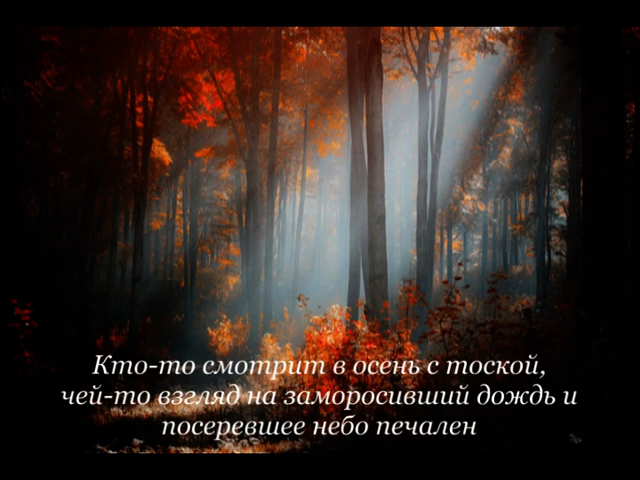 Кто-то смотрит в осень с тоской,
чей-то взгляд на заморосивший дождь и
посеревшее небо печален